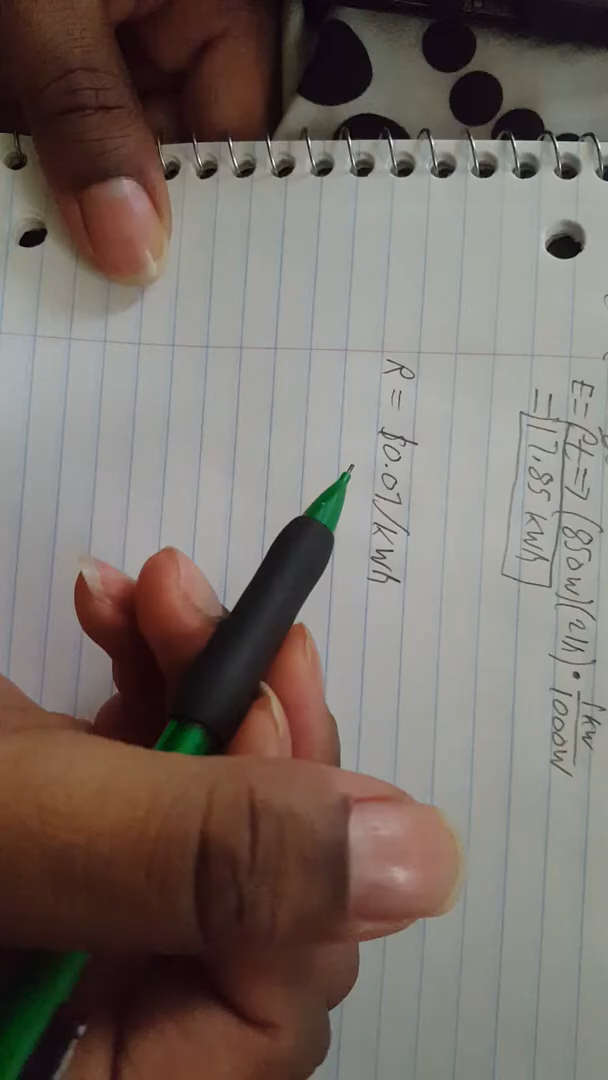 E = Pt => (850W)(21h) • 1kW/1000W
= 17.85 kWh
R = $0.07/kWh